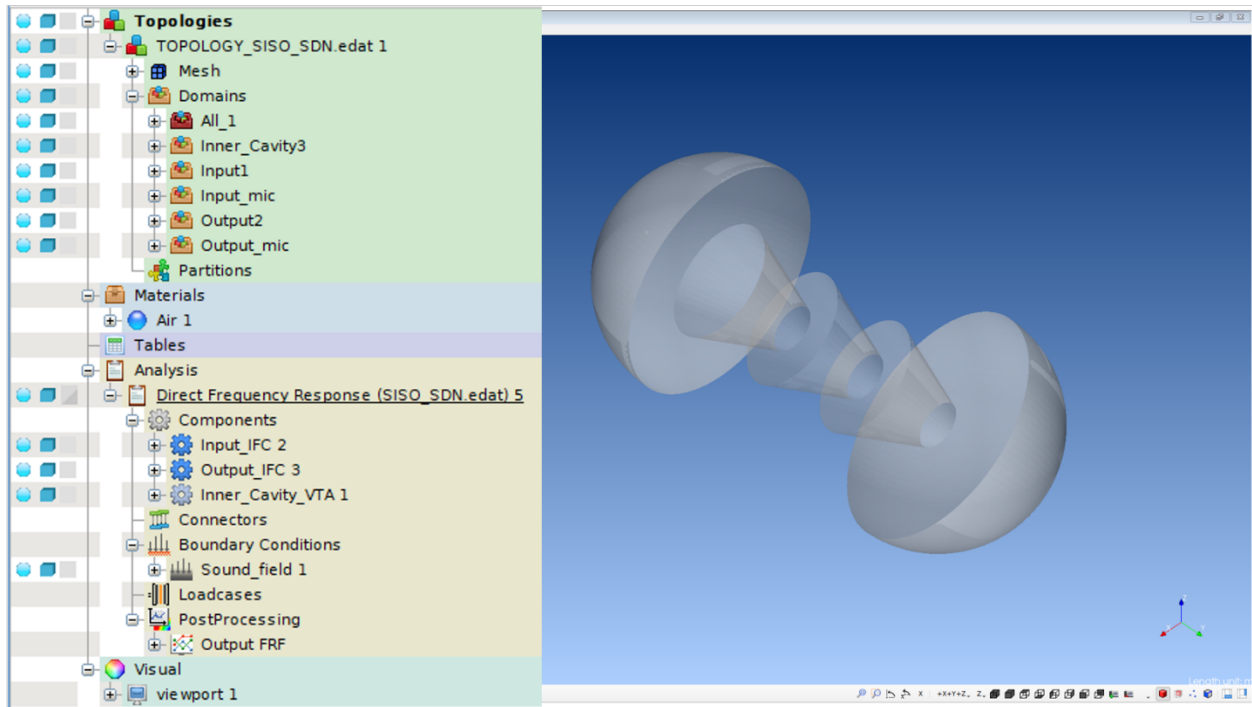 Topologies
TOPOLOGY_SISO_SDN.edat 1
Mesh
Domains
All_1
Inner_Cavity3
Input1
Input_mic
Output2
Output_mic
Partitions
Materials
Air 1
Tables
Analysis
Direct Frequency Response (SISO_SDN.edat) 5
Components
Input_IFC 2
Output_IFC 3
Inner_Cavity_VTA 1
Connectors
Boundary Conditions
Sound_field 1
Loadcases
PostProcessing
Output FRF
Visual
viewport 1
Length unit: m